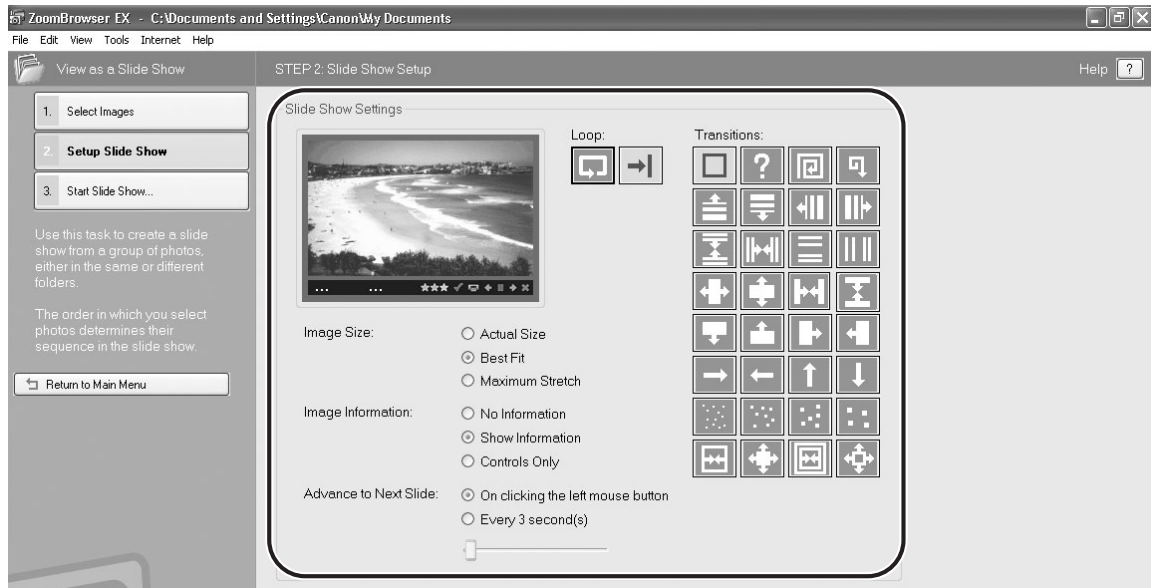 ZoomBrowser EX - C:\Documents and Settings\Canon\My Documents
File Edit View Tools Internet Help
View as a Slide Show
STEP 2: Slide Show Setup
Help ?
1. Select Images
2. Setup Slide Show
3. Start Slide Show...
Use this task to create a slide
show from a group of photos,
either in the same or different
folders.
The order in which you select
photos determines their
sequence in the slide show.
Return to Main Menu
Slide Show Settings
... ...
Loop:
Transitions:
?
Image Size:
Actual Size
Best Fit
Maximum Stretch
Image Information:
No Information
Show Information
Controls Only
Advance to Next Slide:
On clicking the left mouse button
Every 3 second(s)